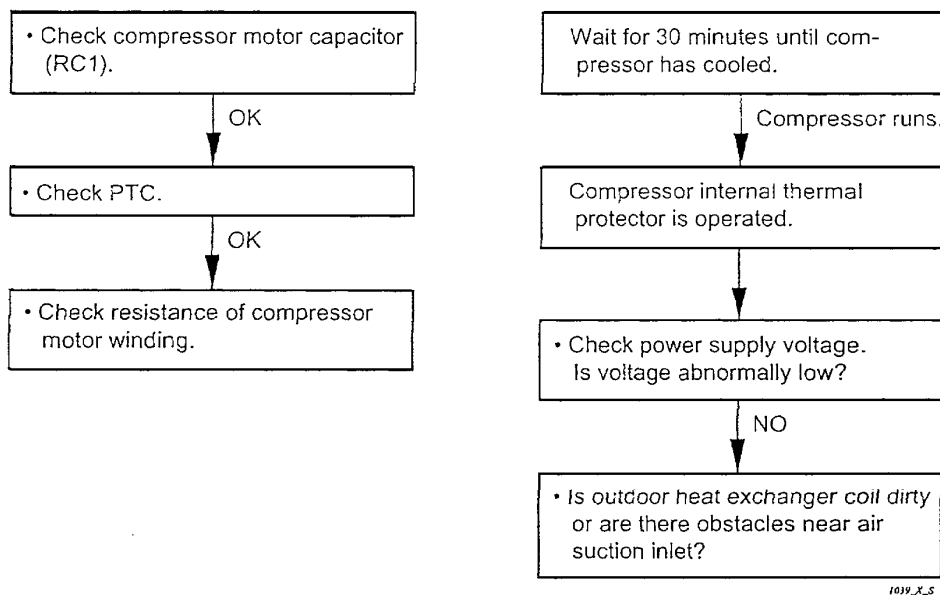 • Check compressor motor capacitor
(RC1).
OK
• Check PTC.
OK
• Check resistance of compressor
motor winding.
Wait for 30 minutes until com-
pressor has cooled.
Compressor runs.
Compressor internal thermal
protector is operated.
• Check power supply voltage.
Is voltage abnormally low?
NO
• Is outdoor heat exchanger coil dirty
or are there obstacles near air
suction inlet?
1039_X_S